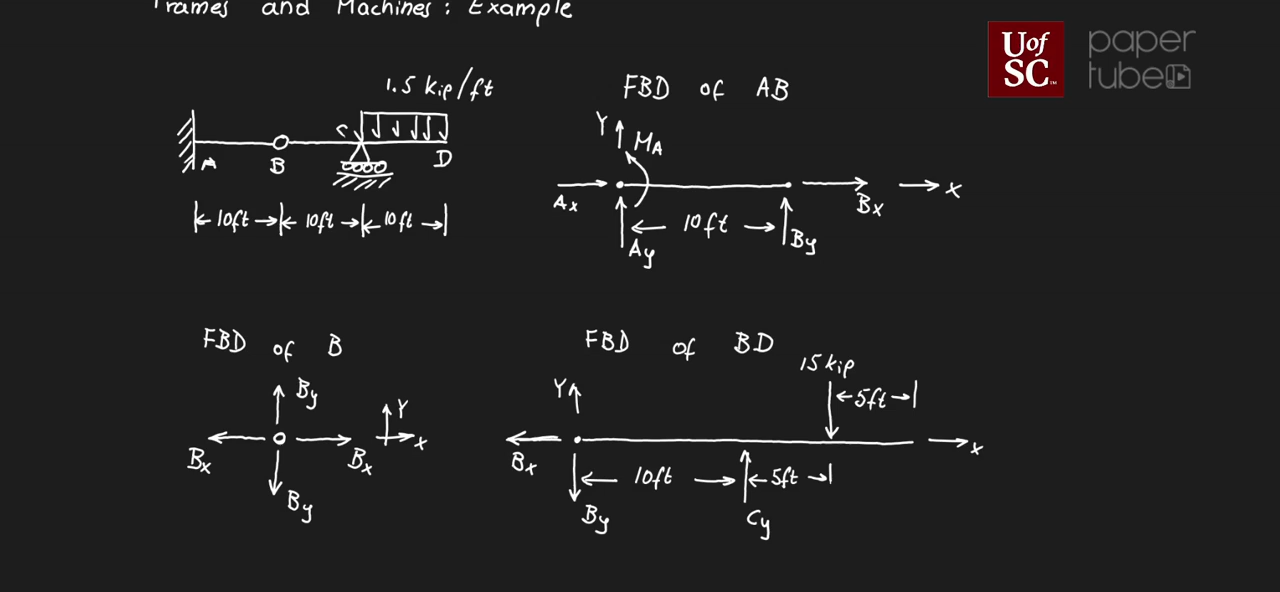 Frames and Machines: Example
UofSC™
paper tube
1.5 kip/ft
C
A
B
D
10ft 10ft 10ft
FBD of AB
Y
MA
Ax
Bx
x
10ft
Ay
By
FBD of B
By
Y
x
Bx
Bx
By
FBD of BD
15 kip
Y
5ft
x
Bx
10ft
5ft
By
Cy